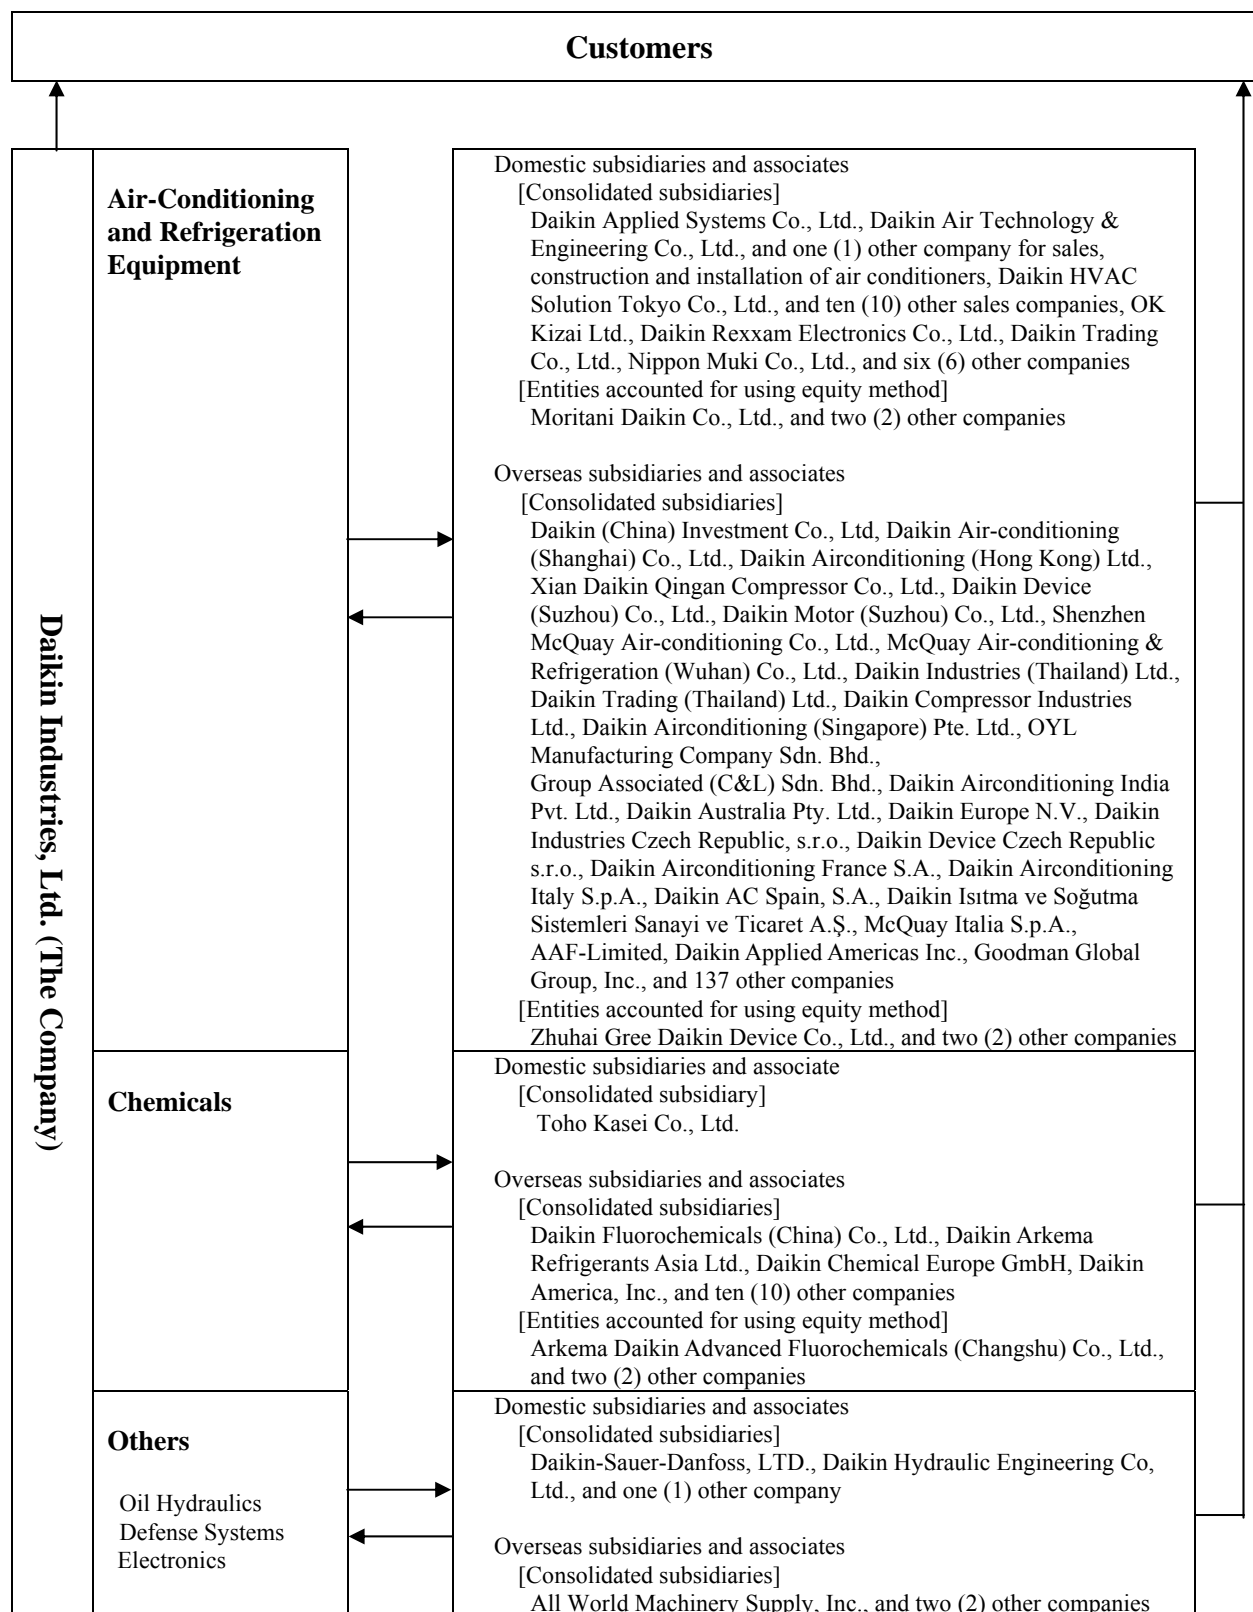 Customers
Daikin Industries, Ltd. (The Company)
Air-Conditioning
and Refrigeration
Equipment
Domestic subsidiaries and associates
[Consolidated subsidiaries]
Daikin Applied Systems Co., Ltd., Daikin Air Technology &
Engineering Co., Ltd., and one (1) other company for sales,
construction and installation of air conditioners, Daikin HVAC
Solution Tokyo Co., Ltd., and ten (10) other sales companies, OK
Kizai Ltd., Daikin Rexxam Electronics Co., Ltd., Daikin Trading
Co., Ltd., Nippon Muki Co., Ltd., and six (6) other companies
[Entities accounted for using equity method]
Moritani Daikin Co., Ltd., and two (2) other companies
Overseas subsidiaries and associates
[Consolidated subsidiaries]
Daikin (China) Investment Co., Ltd, Daikin Air-conditioning
(Shanghai) Co., Ltd., Daikin Airconditioning (Hong Kong) Ltd.,
Xian Daikin Qingan Compressor Co., Ltd., Daikin Device
(Suzhou) Co., Ltd., Daikin Motor (Suzhou) Co., Ltd., Shenzhen
McQuay Air-conditioning Co., Ltd., McQuay Air-conditioning &
Refrigeration (Wuhan) Co., Ltd., Daikin Industries (Thailand) Ltd.,
Daikin Trading (Thailand) Ltd., Daikin Compressor Industries
Ltd., Daikin Airconditioning (Singapore) Pte. Ltd., OYL
Manufacturing Company Sdn. Bhd.,
Group Associated (C&L) Sdn. Bhd., Daikin Airconditioning India
Pvt. Ltd., Daikin Australia Pty. Ltd., Daikin Europe N.V., Daikin
Industries Czech Republic, s.r.o., Daikin Device Czech Republic
s.r.o., Daikin Airconditioning France S.A., Daikin Airconditioning
Italy S.p.A., Daikin AC Spain, S.A., Daikin Isıtma ve Soğutma
Sistemleri Sanayi ve Ticaret A.Ş., McQuay Italia S.p.A.,
AAF-Limited, Daikin Applied Americas Inc., Goodman Global
Group, Inc., and 137 other companies
[Entities accounted for using equity method]
Zhuhai Gree Daikin Device Co., Ltd., and two (2) other companies
Chemicals
Domestic subsidiaries and associate
[Consolidated subsidiary]
Toho Kasei Co., Ltd.
Overseas subsidiaries and associates
[Consolidated subsidiaries]
Daikin Fluorochemicals (China) Co., Ltd., Daikin Arkema
Refrigerants Asia Ltd., Daikin Chemical Europe GmbH, Daikin
America, Inc., and ten (10) other companies
[Entities accounted for using equity method]
Arkema Daikin Advanced Fluorochemicals (Changshu) Co., Ltd.,
and two (2) other companies
Others
Oil Hydraulics
Defense Systems
Electronics
Domestic subsidiaries and associates
[Consolidated subsidiaries]
Daikin-Sauer-Danfoss, LTD., Daikin Hydraulic Engineering Co,
Ltd., and one (1) other company
Overseas subsidiaries and associates
[Consolidated subsidiaries]
All World Machinery Supply, Inc., and two (2) other companies